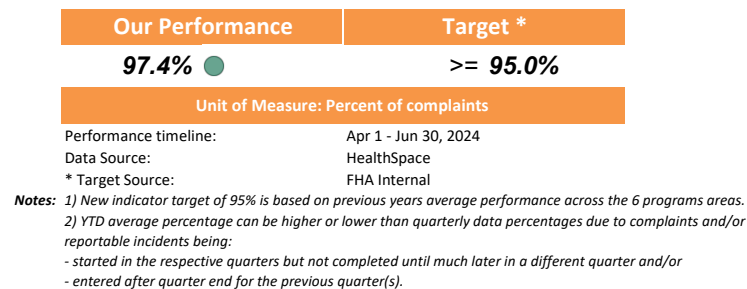 Our Performance Target *
97.4% >= 95.0%
Unit of Measure: Percent of complaints
Performance timeline: Apr 1 - Jun 30, 2024
Data Source: HealthSpace
* Target Source: FHA Internal
Notes: 1) New indicator target of 95% is based on previous years average performance across the 6 programs areas.
2) YTD average percentage can be higher or lower than quarterly data percentages due to complaints and/or
reportable incidents being:
- started in the respective quarters but not completed until much later in a different quarter and/or
- entered after quarter end for the previous quarter(s).